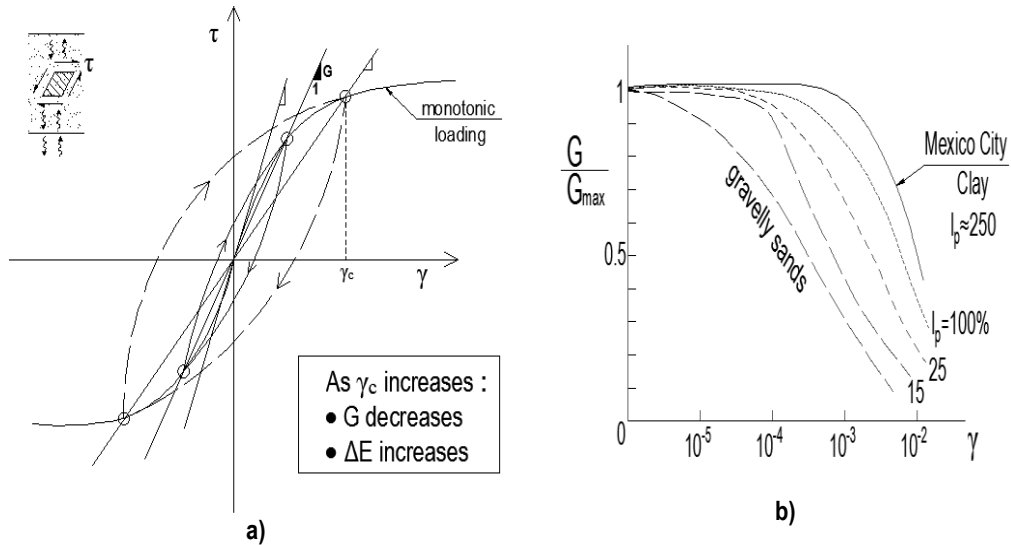 τ
τ
G
1
monotonic
loading
γc
γ
As γc increases :
● G decreases
● ΔE increases
a)
1
G
Gmax
0.5
gravelly sands
Mexico City
Clay
Ip≈250
Ip=100%
25
15
0
10-5
10-4
10-3
10-2
γ
b)